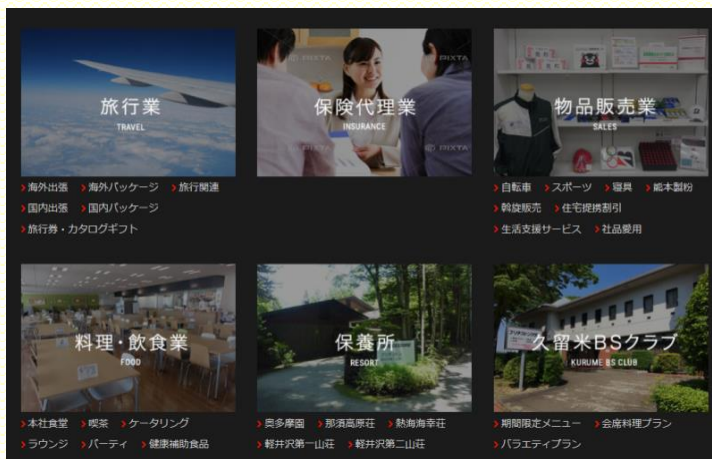 旅行業
TRAVEL
保険代理業
INSURANCE
物品販売業
SALES
海外出張 海外パッケージ 旅行関連
国内出張 国内パッケージ
旅行券・カタログギフト
自転車 スポーツ 寝具 熊本製粉
斡旋販売 住宅提携割引
生活支援サービス 社品愛用
料理・飲食業
FOOD
保養所
RESORT
久留米BSクラブ
KURUME BS CLUB
本社食堂 喫茶 ケータリング
ラウンジ パーティ 健康補助食品
奥多摩園 那須高原荘 熱海海幸荘
軽井沢第一山荘 軽井沢第二山荘
期間限定メニュー 会席料理プラン
バラエティプラン
PIXTA
PIXTA